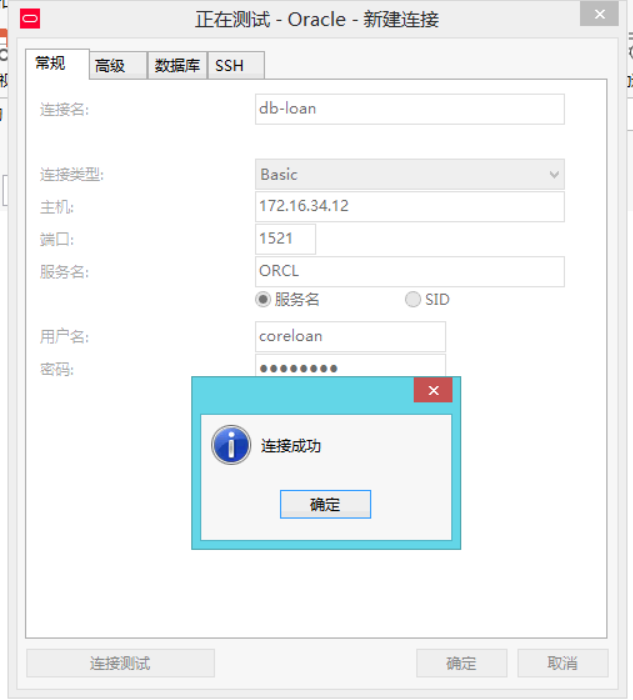 正在测试 - Oracle - 新建连接
常规 高级 数据库 SSH
连接名: db-loan
连接类型: Basic
主机: 172.16.34.12
端口: 1521
服务名: ORCL
服务名 SID
用户名: coreloan
密码: ●●●●●●●●
连接成功
确定
连接测试 确定 取消